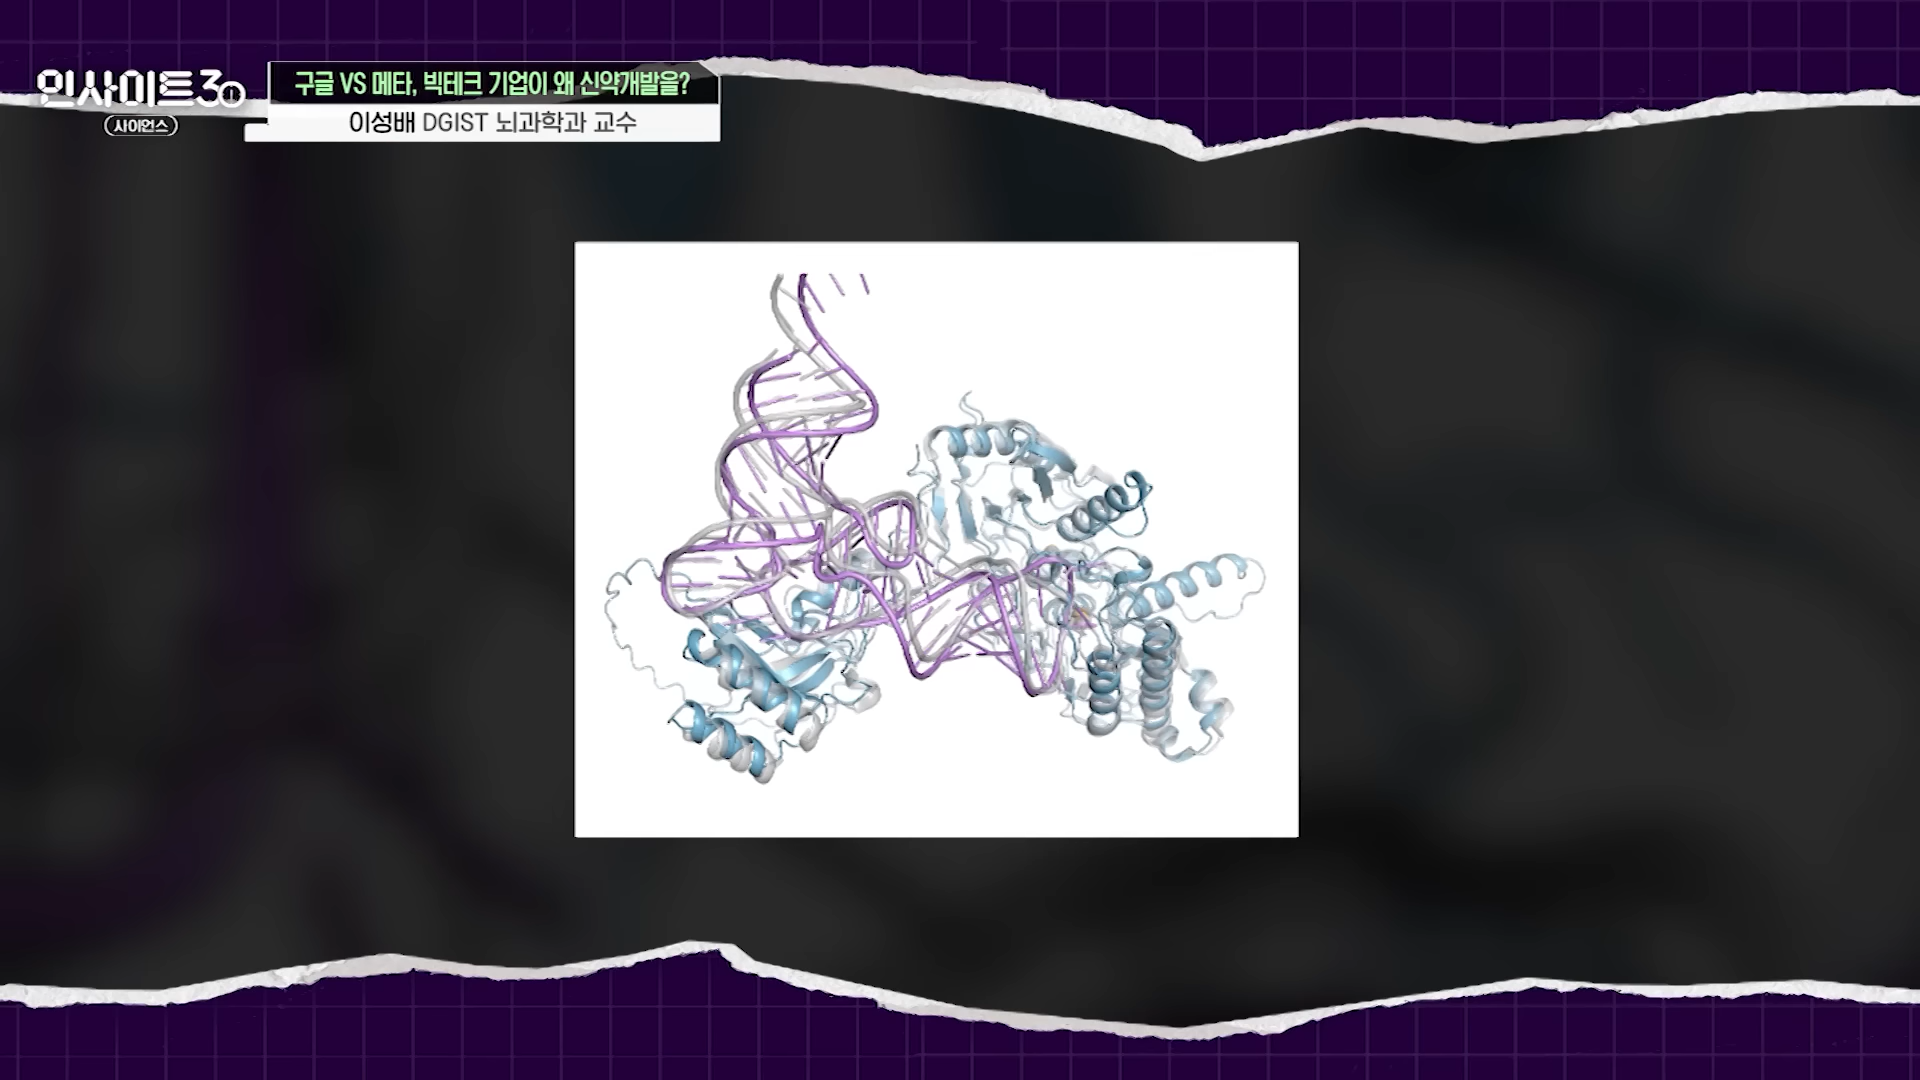 인사이트30
사이언스
구글 VS 메타, 빅테크 기업이 왜 신약개발을?
이성배 DGIST 뇌과학과 교수